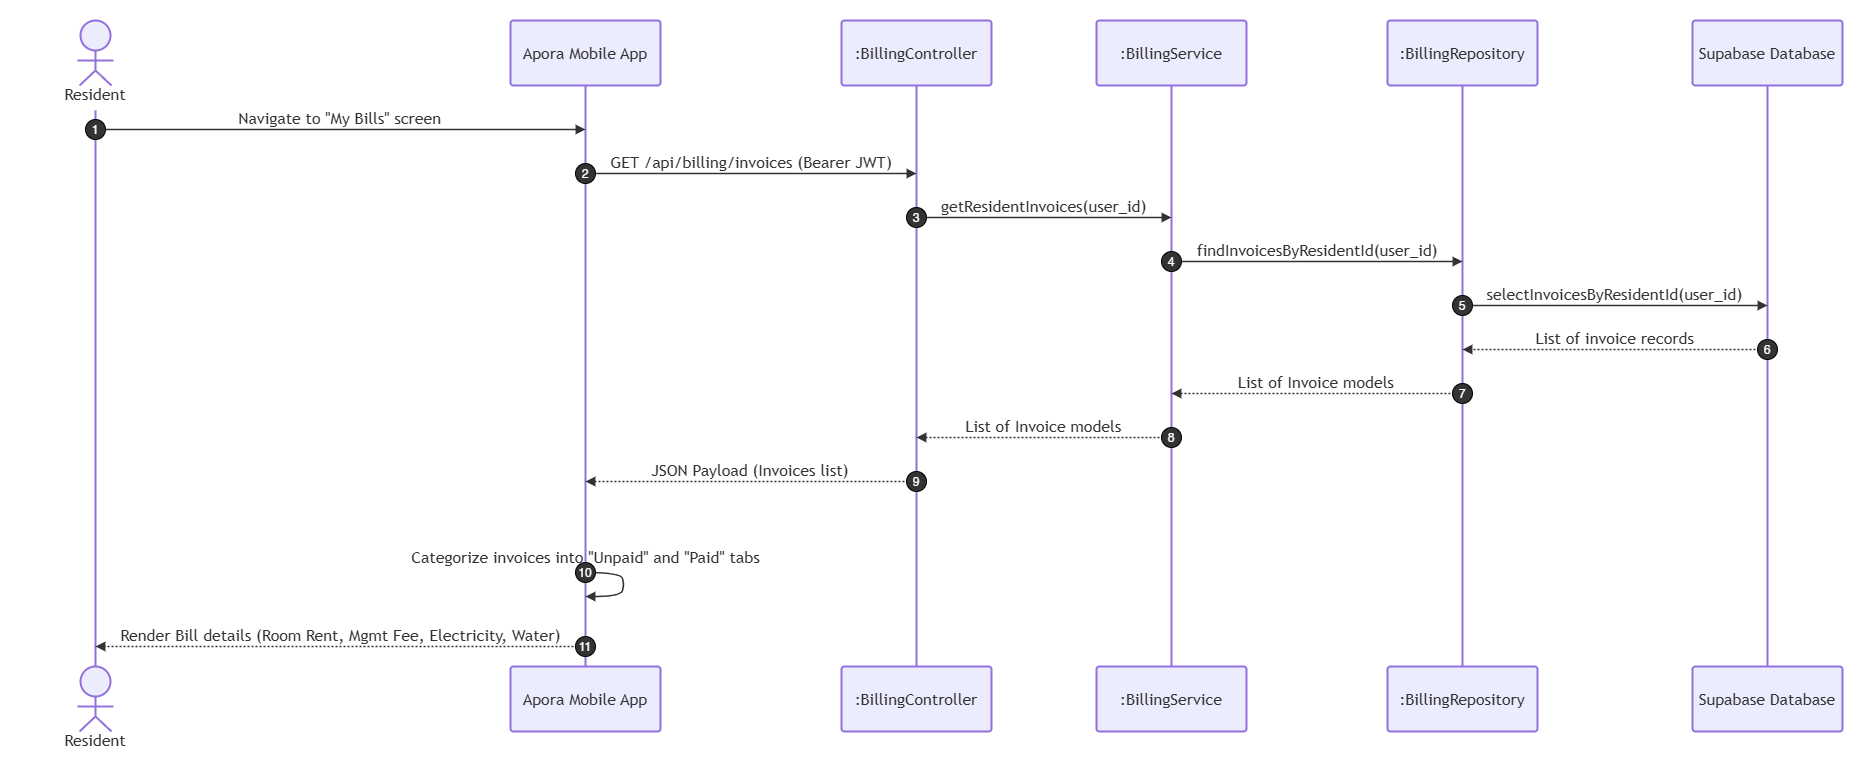 Resident
Apora Mobile App
:BillingController
:BillingService
:BillingRepository
Supabase Database
1
Navigate to "My Bills" screen
2
GET /api/billing/invoices (Bearer JWT)
3
getResidentInvoices(user_id)
4
findInvoicesByResidentId(user_id)
5
selectInvoicesByResidentId(user_id)
List of invoice records
6
List of Invoice models
7
List of Invoice models
8
JSON Payload (Invoices list)
9
Categorize invoices into "Unpaid" and "Paid" tabs
10
Render Bill details (Room Rent, Mgmt Fee, Electricity, Water)
11
Resident
Apora Mobile App
:BillingController
:BillingService
:BillingRepository
Supabase Database